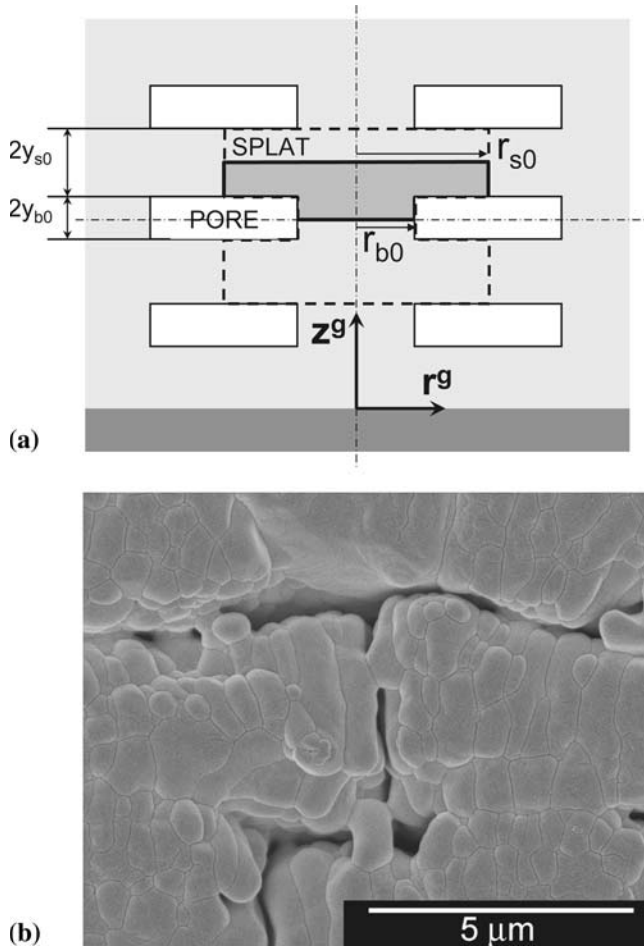 2y_s0
SPLAT
r_s0
2y_b0
PORE
r_b0
z^g
r^g
(a)
(b)
5 μm